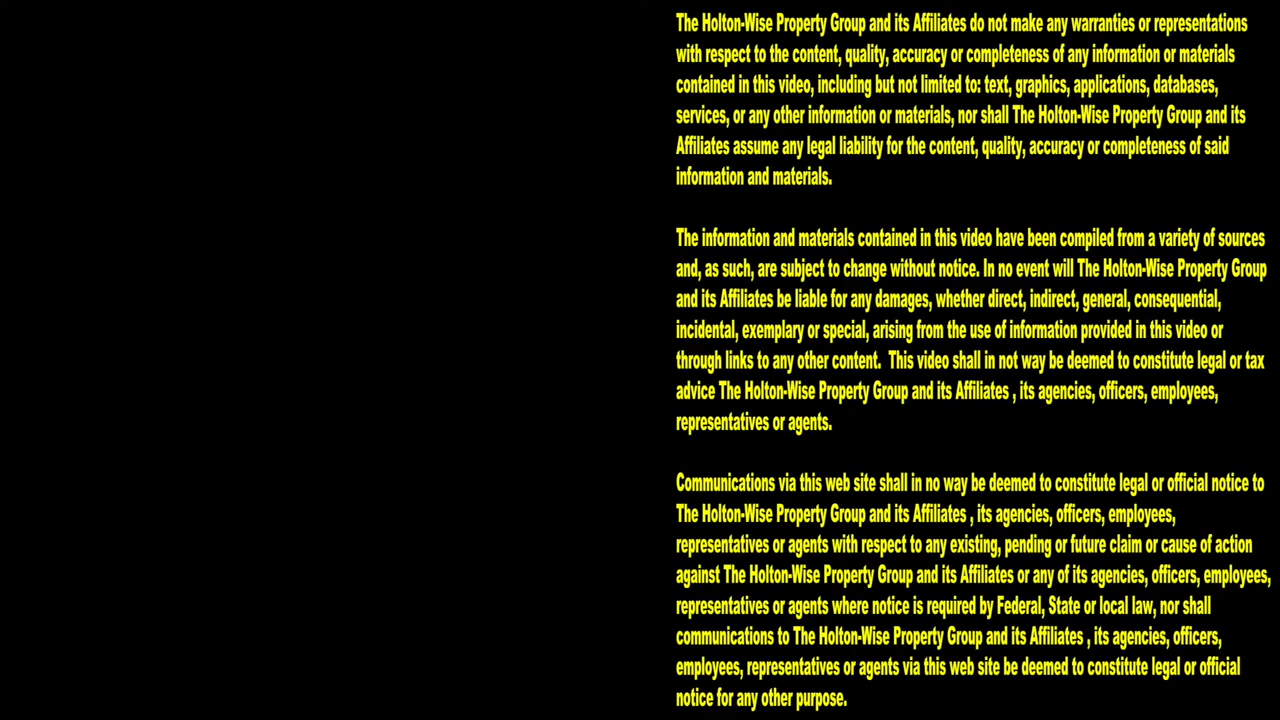 The Holton-Wise Property Group and its Affiliates do not make any warranties or representations
with respect to the content, quality, accuracy or completeness of any information or materials
contained in this video, including but not limited to: text, graphics, applications, databases,
services, or any other information or materials, nor shall The Holton-Wise Property Group and its
Affiliates assume any legal liability for the content, quality, accuracy or completeness of said
information and materials.
The information and materials contained in this video have been compiled from a variety of sources
and, as such, are subject to change without notice. In no event will The Holton-Wise Property Group
and its Affiliates be liable for any damages, whether direct, indirect, general, consequential,
incidental, exemplary or special, arising from the use of information provided in this video or
through links to any other content.  This video shall in not way be deemed to constitute legal or tax
advice The Holton-Wise Property Group and its Affiliates , its agencies, officers, employees,
representatives or agents.
Communications via this web site shall in no way be deemed to constitute legal or official notice to
The Holton-Wise Property Group and its Affiliates , its agencies, officers, employees,
representatives or agents with respect to any existing, pending or future claim or cause of action
against The Holton-Wise Property Group and its Affiliates or any of its agencies, officers, employees,
representatives or agents where notice is required by Federal, State or local law, nor shall
communications to The Holton-Wise Property Group and its Affiliates , its agencies, officers,
employees, representatives or agents via this web site be deemed to constitute legal or official
notice for any other purpose.